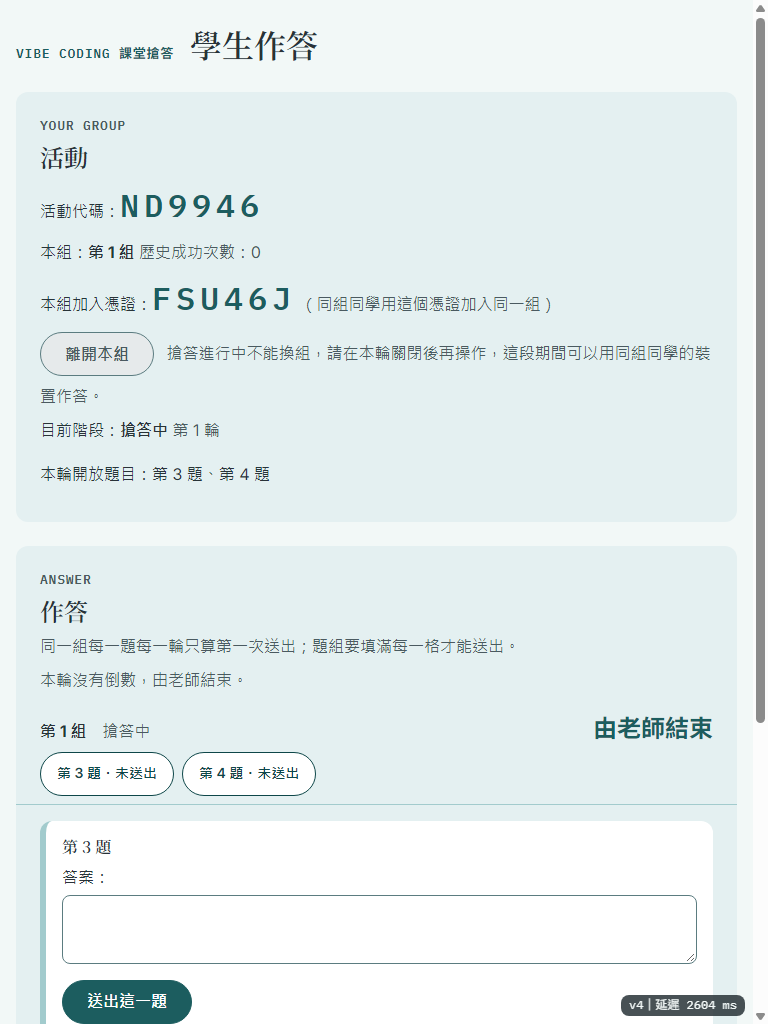 VIBE CODING 課堂搶答 學生作答
YOUR GROUP
活動
活動代碼：ND9946
本組：第 1 組 歷史成功次數：0
本組加入憑證：FSU46J （同組同學用這個憑證加入同一組）
離開本組 搶答進行中不能換組，請在本輪關閉後再操作，這段期間可以用同組同學的裝
置作答。
目前階段：搶答中 第 1 輪
本輪開放題目：第 3 題、第 4 題
ANSWER
作答
同一組每一題每一輪只算第一次送出；題組要填滿每一格才能送出。
本輪沒有倒數，由老師結束。
第 1 組 搶答中 由老師結束
第 3 題 · 未送出 第 4 題 · 未送出
第 3 題
答案：
送出這一題
v4｜延遲 2604 ms